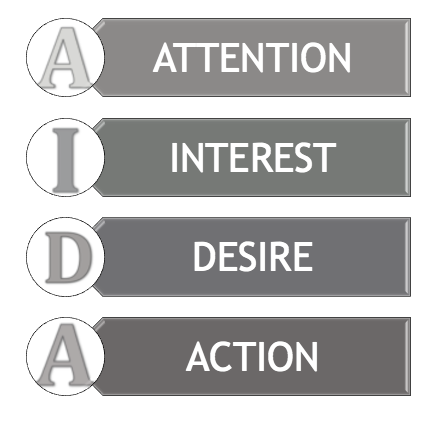 A ATTENTION
I INTEREST
D DESIRE
A ACTION